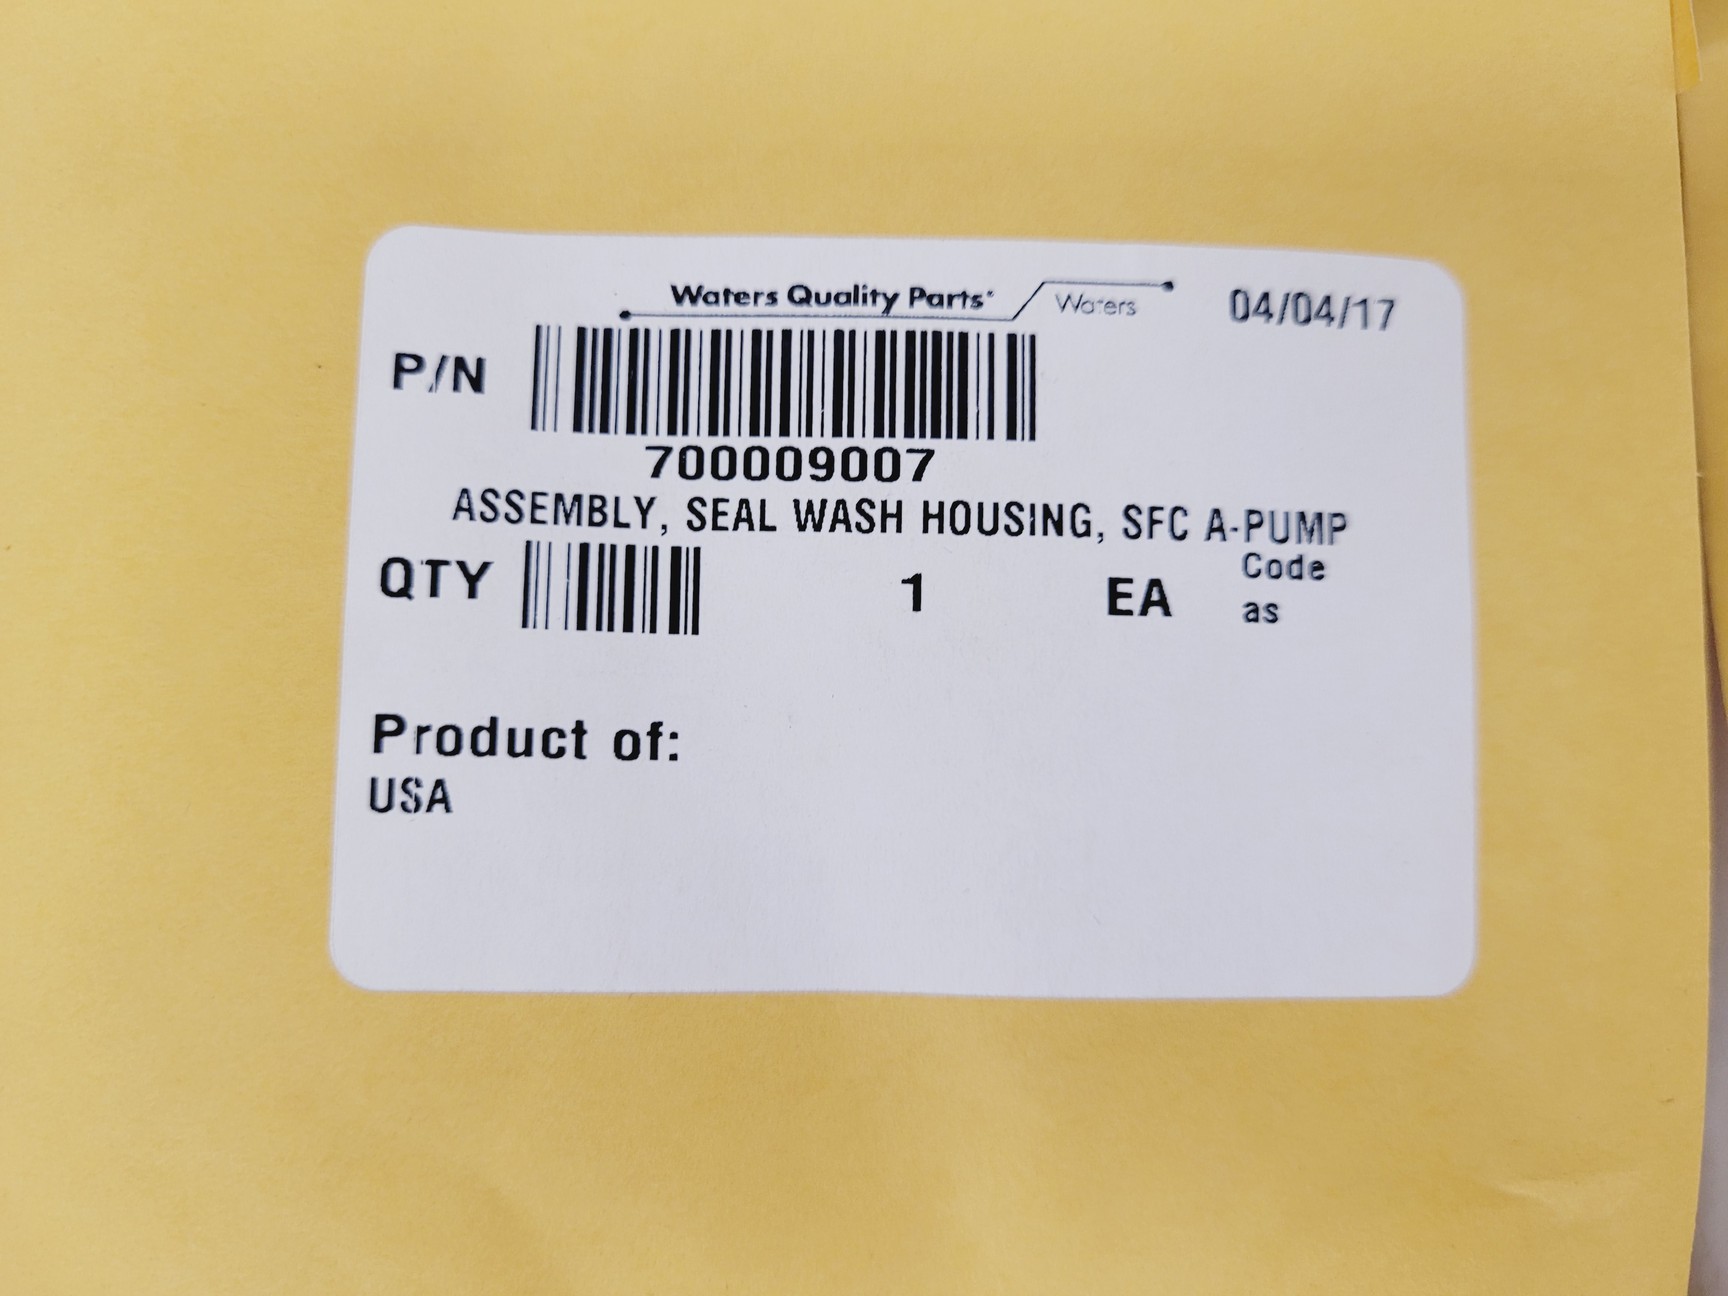 Waters Quality Parts® Waters 04/04/17
P/N
700009007
ASSEMBLY, SEAL WASH HOUSING, SFC A-PUMP
QTY 1 EA Code
as
Product of:
USA